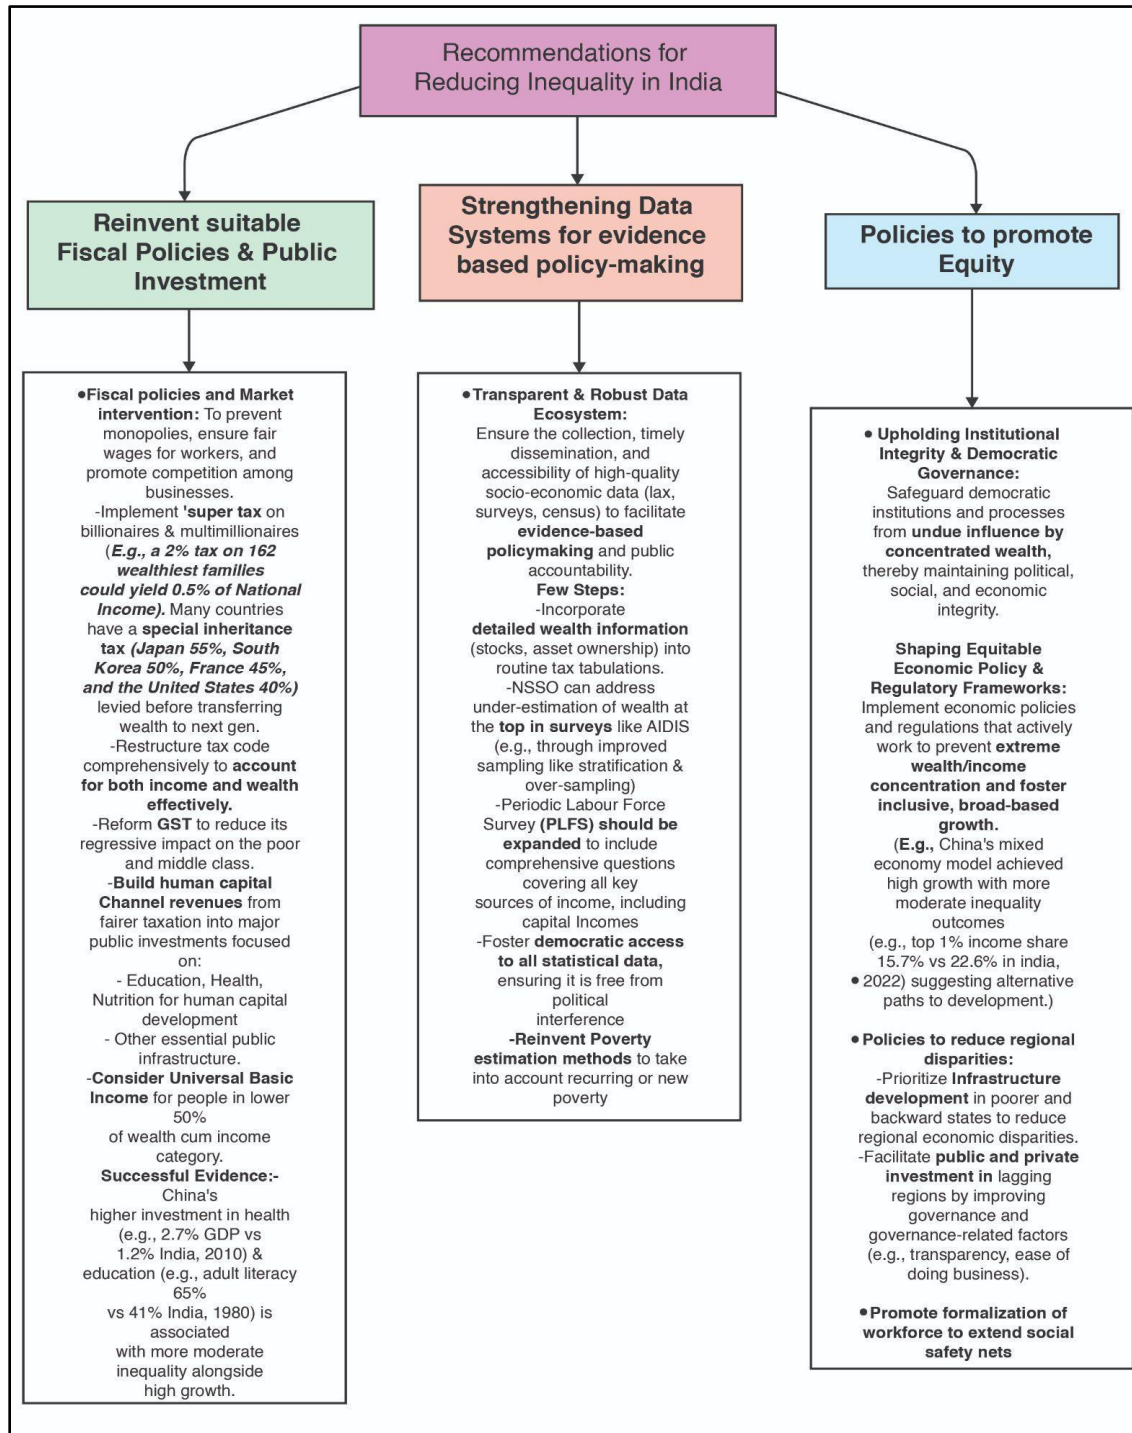 Recommendations for
Reducing Inequality in India
Reinvent suitable
Fiscal Policies & Public
Investment
•Fiscal policies and Market
intervention: To prevent
monopolies, ensure fair
wages for workers, and
promote competition among
businesses.
-Implement 'super tax on
billionaires & multimillionaires
(E.g., a 2% tax on 162
wealthiest families
could yield 0.5% of National
Income). Many countries
have a special inheritance
tax (Japan 55%, South
Korea 50%, France 45%,
and the United States 40%)
levied before transferring
wealth to next gen.
-Restructure tax code
comprehensively to account
for both income and wealth
effectively.
-Reform GST to reduce its
regressive impact on the poor
and middle class.
-Build human capital
Channel revenues from
fairer taxation into major
public investments focused
on:
- Education, Health,
Nutrition for human capital
development
- Other essential public
infrastructure.
-Consider Universal Basic
Income for people in lower
50%
of wealth cum income
category.
Successful Evidence:-
China's
higher investment in health
(e.g., 2.7% GDP vs
1.2% India, 2010) &
education (e.g., adult literacy
65%
vs 41% India, 1980) is
associated
with more moderate
inequality alongside
high growth.
Strengthening Data
Systems for evidence
based policy-making
•Transparent & Robust Data
Ecosystem:
Ensure the collection, timely
dissemination, and
accessibility of high-quality
socio-economic data (lax,
surveys, census) to facilitate
evidence-based
policymaking and public
accountability.
Few Steps:
-Incorporate
detailed wealth information
(stocks, asset ownership) into
routine tax tabulations.
-NSSO can address
under-estimation of wealth at
the top in surveys like AIDIS
(e.g., through improved
sampling like stratification &
over-sampling)
-Periodic Labour Force
Survey (PLFS) should be
expanded to include
comprehensive questions
covering all key
sources of income, including
capital Incomes
-Foster democratic access
to all statistical data,
ensuring it is free from
political
interference
-Reinvent Poverty
estimation methods to take
into account recurring or new
poverty
Policies to promote
Equity
• Upholding Institutional
Integrity & Democratic
Governance:
Safeguard democratic
institutions and processes
from undue influence by
concentrated wealth,
thereby maintaining political,
social, and economic
integrity.
Shaping Equitable
Economic Policy &
Regulatory Frameworks:
Implement economic policies
and regulations that actively
work to prevent extreme
wealth/income
concentration and foster
inclusive, broad-based
growth.
(E.g., China's mixed
economy model achieved
high growth with more
moderate inequality
outcomes
(e.g., top 1% income share
15.7% vs 22.6% in india,
• 2022) suggesting alternative
paths to development.)
• Policies to reduce regional
disparities:
-Prioritize Infrastructure
development in poorer and
backward states to reduce
regional economic disparities.
-Facilitate public and private
investment in lagging
regions by improving
governance and
governance-related factors
(e.g., transparency, ease of
doing business).
• Promote formalization of
workforce to extend social
safety nets